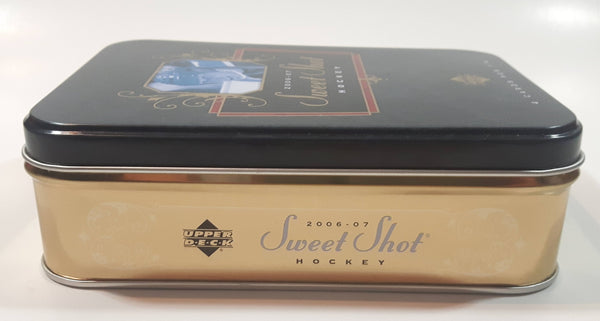 2006-07
Sweet Shot
HOCKEY
UPPER
DECK
2006-07
Sweet Shot®
HOCKEY